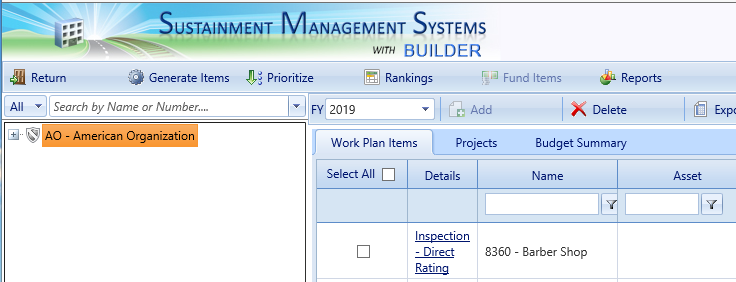 SUSTAINMENT MANAGEMENT SYSTEMS
WITH BUILDER
Return Generate Items Prioritize Rankings Fund Items Reports
All Search by Name or Number.... FY 2019 Add Delete Expo
AO - American Organization
Work Plan Items Projects Budget Summary
Select All Details Name Asset
Inspection
- Direct
Rating
8360 - Barber Shop